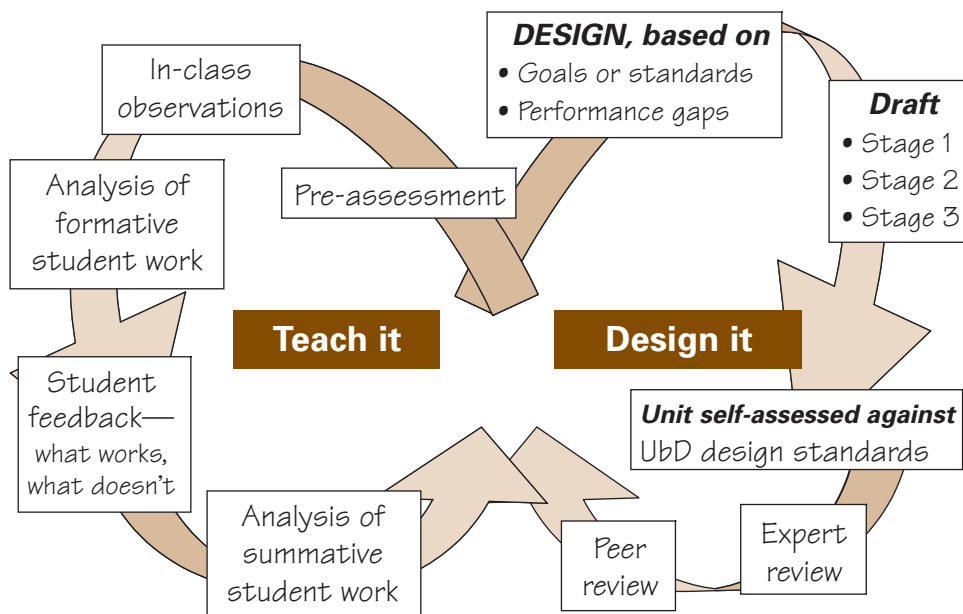 DESIGN, based on
• Goals or standards
• Performance gaps
Draft
• Stage 1
• Stage 2
• Stage 3
In-class
observations
Pre-assessment
Analysis of
formative
student work
Teach it
Design it
Student
feedback—
what works,
what doesn't
Unit self-assessed against
UbD design standards
Analysis of
summative
student work
Peer
review
Expert
review